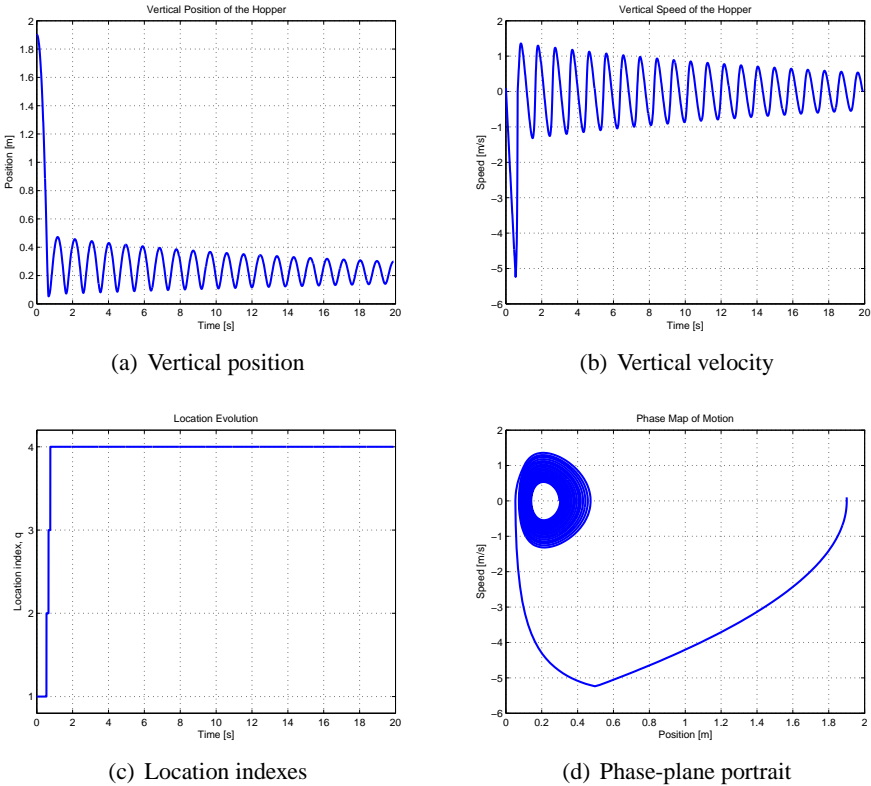 Vertical Position of the Hopper
2
1.8
1.6
1.4
1.2
1
0.8
0.6
0.4
0.2
0
Position [m]
0 2 4 6 8 10 12 14 16 18 20
Time [s]
(a) Vertical position
Vertical Speed of the Hopper
2
1
0
−1
−2
−3
−4
−5
−6
Speed [m/s]
0 2 4 6 8 10 12 14 16 18 20
Time [s]
(b) Vertical velocity
Location Evolution
4
3
2
1
Location index, q
0 2 4 6 8 10 12 14 16 18 20
Time [s]
(c) Location indexes
Phase Map of Motion
2
1
0
−1
−2
−3
−4
−5
−6
Speed [m/s]
0 0.2 0.4 0.6 0.8 1 1.2 1.4 1.6 1.8 2
Position [m]
(d) Phase-plane portrait